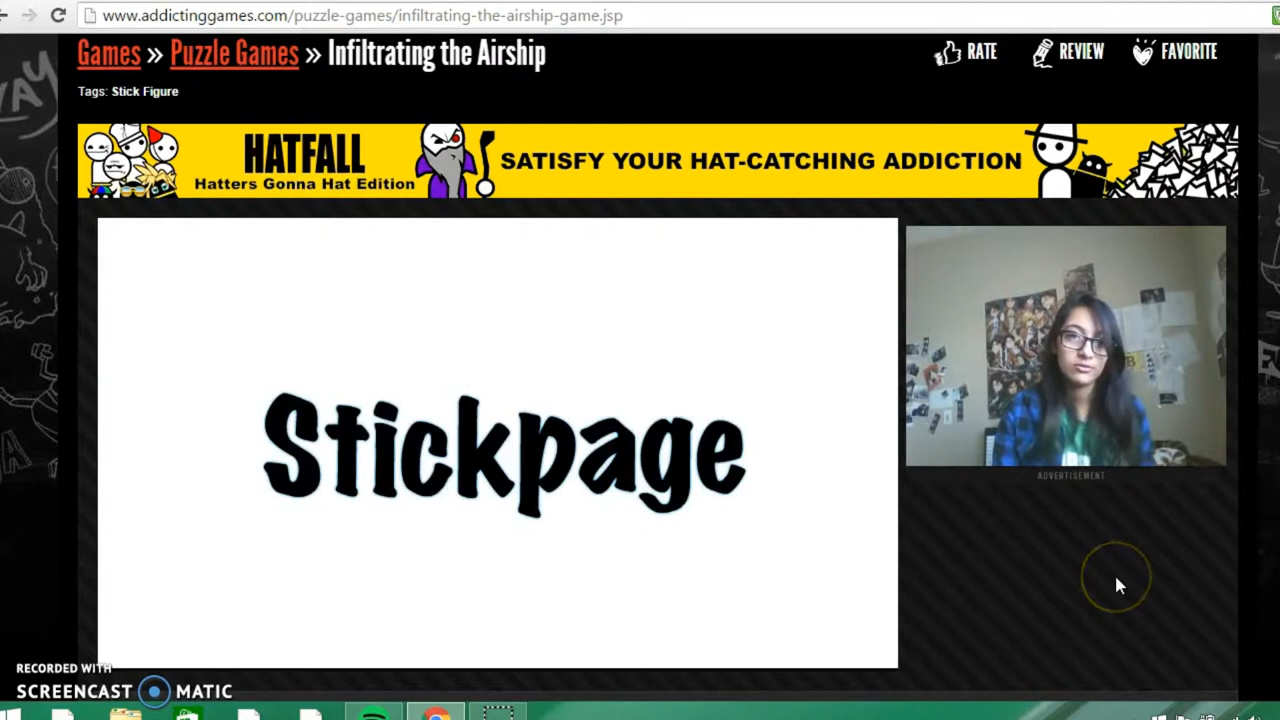 www.addictinggames.com/puzzle-games/infiltrating-the-airship-game.jsp
Games » Puzzle Games » Infiltrating the Airship
RATE
REVIEW
FAVORITE
Tags: Stick Figure
HATFALL
Hatters Gonna Hat Edition
SATISFY YOUR HAT-CATCHING ADDICTION
Stickpage
ADVERTISEMENT
RECORDED WITH
SCREENCAST MATIC